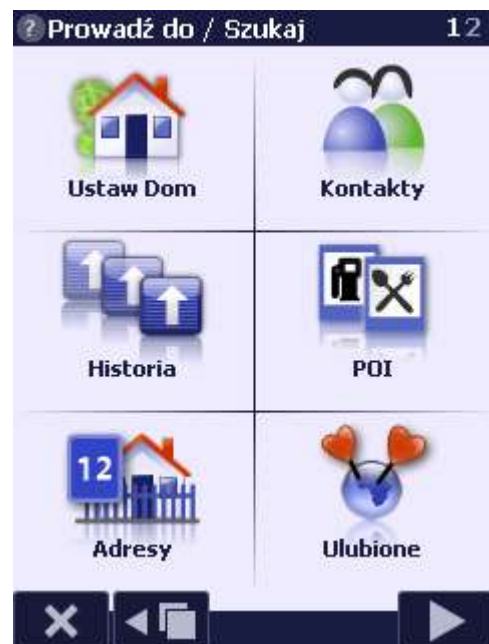 ? Prowadź do / Szukaj 12
Ustaw Dom
Kontakty
Historia
POI
12
Adresy
Ulubione